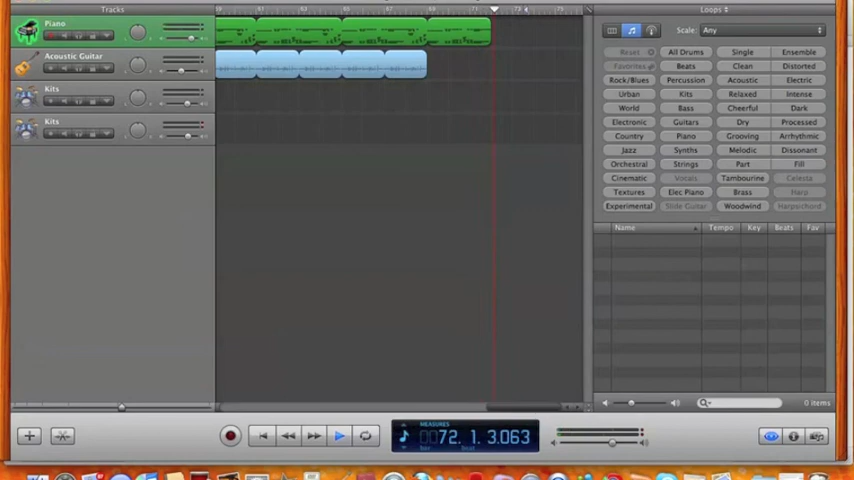 Tracks
Loops
Piano
Acoustic Guitar
Kits
Kits
Scale: Any
Reset All Drums Single Ensemble
Favorites Beats Clean Distorted
Rock/Blues Percussion Acoustic Electric
Urban Kits Relaxed Intense
World Bass Cheerful Dark
Electronic Guitars Dry Processed
Country Piano Grooving Arrhythmic
Jazz Synths Melodic Dissonant
Orchestral Strings Part Fill
Cinematic Vocals Tambourine Celesta
Textures Elec Piano Brass Harp
Experimental Slide Guitar Woodwind Harpsichord
Name Tempo Key Beats Fav
0 items
MEASURES
72. 1. 3.063
bar beat